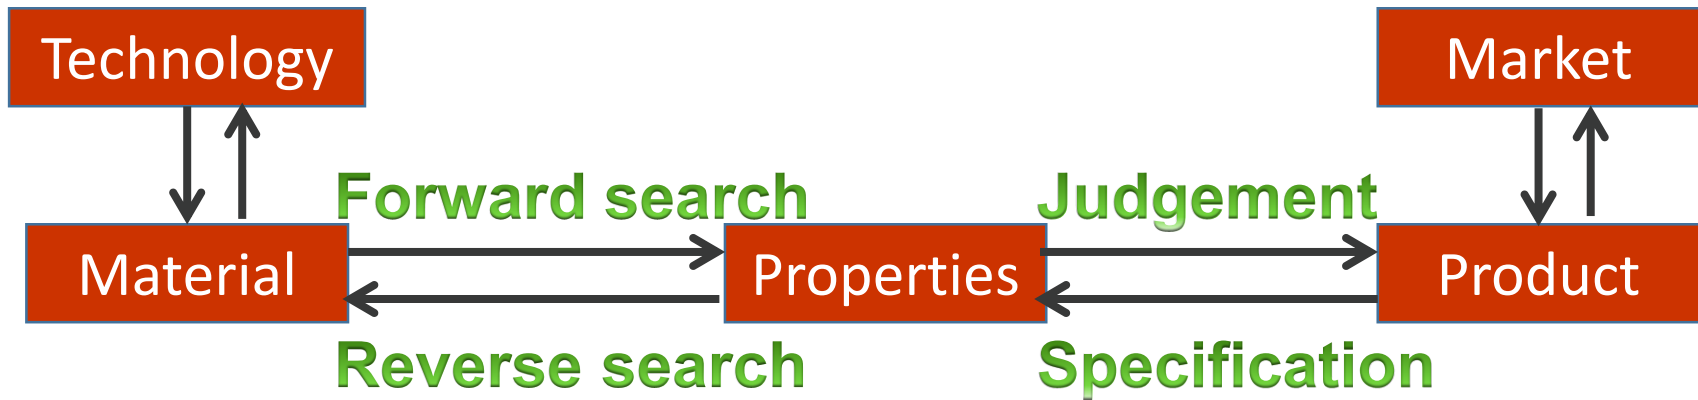 Technology
Market
Forward search
Judgement
Material
Properties
Product
Reverse search
Specification